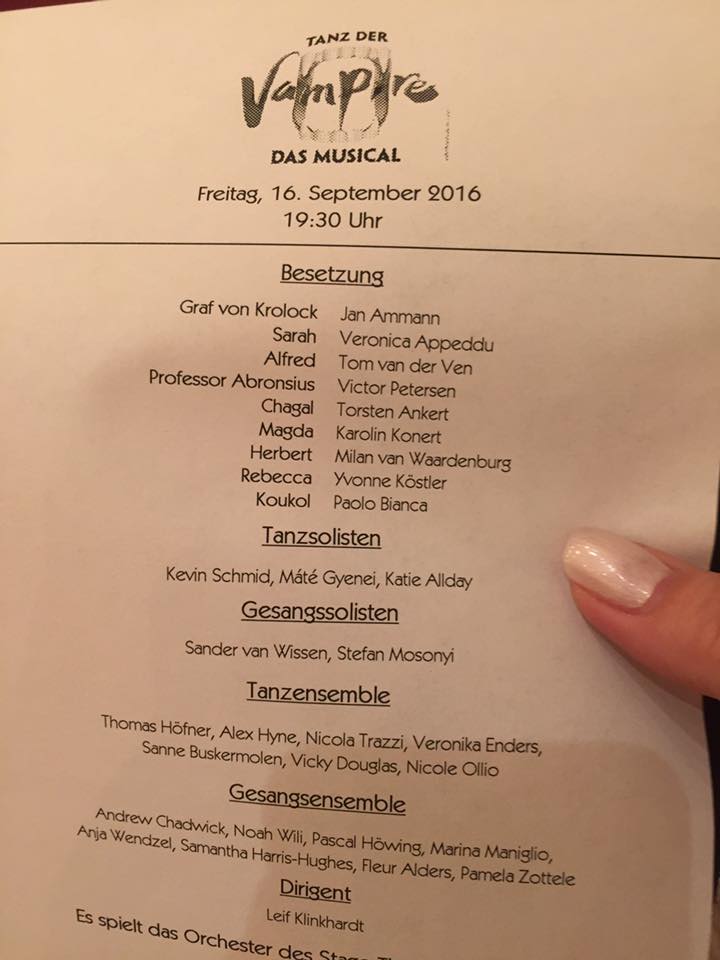 TANZ DER
Vampire
DAS MUSICAL
Freitag, 16. September 2016
19:30 Uhr
Besetzung
Graf von Krolock Jan Ammann
Sarah Veronica Appeddu
Alfred Tom van der Ven
Professor Abronsius Victor Petersen
Chagal Torsten Ankert
Magda Karolin Konert
Herbert Milan van Waardenburg
Rebecca Yvonne Köstler
Koukol Paolo Bianca
Tanzsolisten
Kevin Schmid, Máté Gyenei, Katie Allday
Gesangssolisten
Sander van Wissen, Stefan Mosonyi
Tanzensemble
Thomas Höfner, Alex Hyne, Nicola Trazzi, Veronika Enders,
Sanne Buskermolen, Vicky Douglas, Nicole Ollio
Gesangsensemble
Andrew Chadwick, Noah Wili, Pascal Höwing, Marina Maniglio,
Anja Wendzel, Samantha Harris-Hughes, Fleur Alders, Pamela Zottele
Dirigent
Leif Klinkhardt
Es spielt das Orchester des